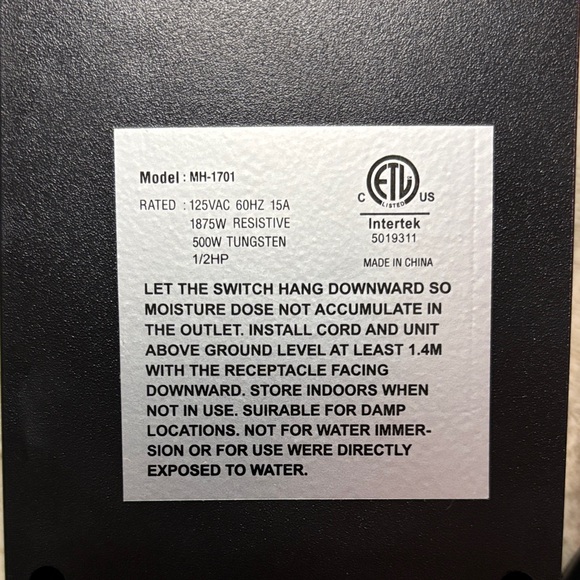 Model : MH-1701
RATED : 125VAC 60HZ 15A
1875W RESISTIVE
500W TUNGSTEN
1/2HP
C ETL US
LISTED
Intertek
5019311
MADE IN CHINA
LET THE SWITCH HANG DOWNWARD SO
MOISTURE DOSE NOT ACCUMULATE IN
THE OUTLET. INSTALL CORD AND UNIT
ABOVE GROUND LEVEL AT LEAST 1.4M
WITH THE RECEPTACLE FACING
DOWNWARD. STORE INDOORS WHEN
NOT IN USE. SUIRABLE FOR DAMP
LOCATIONS. NOT FOR WATER IMMER-
SION OR FOR USE WERE DIRECTLY
EXPOSED TO WATER.